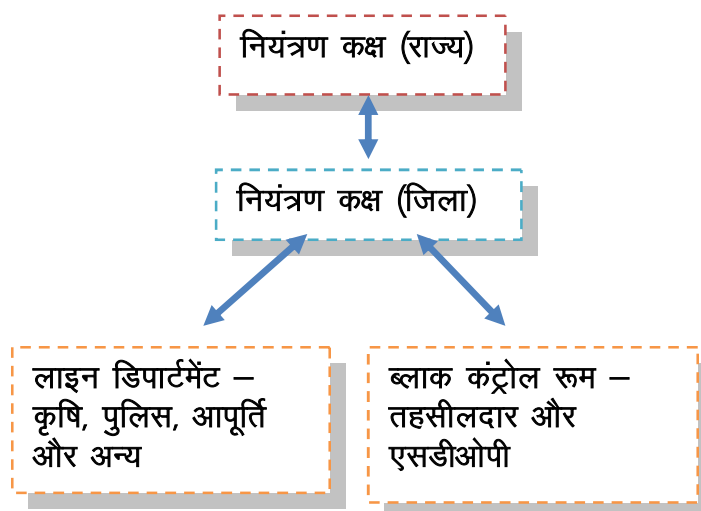 नियंत्रण कक्ष (राज्य)
नियंत्रण कक्ष (जिला)
लाइन डिपार्टमेंट –
कृषि, पुलिस, आपूर्ति
और अन्य
ब्लाक कंट्रोल रूम –
तहसीलदार और
एसडीओपी